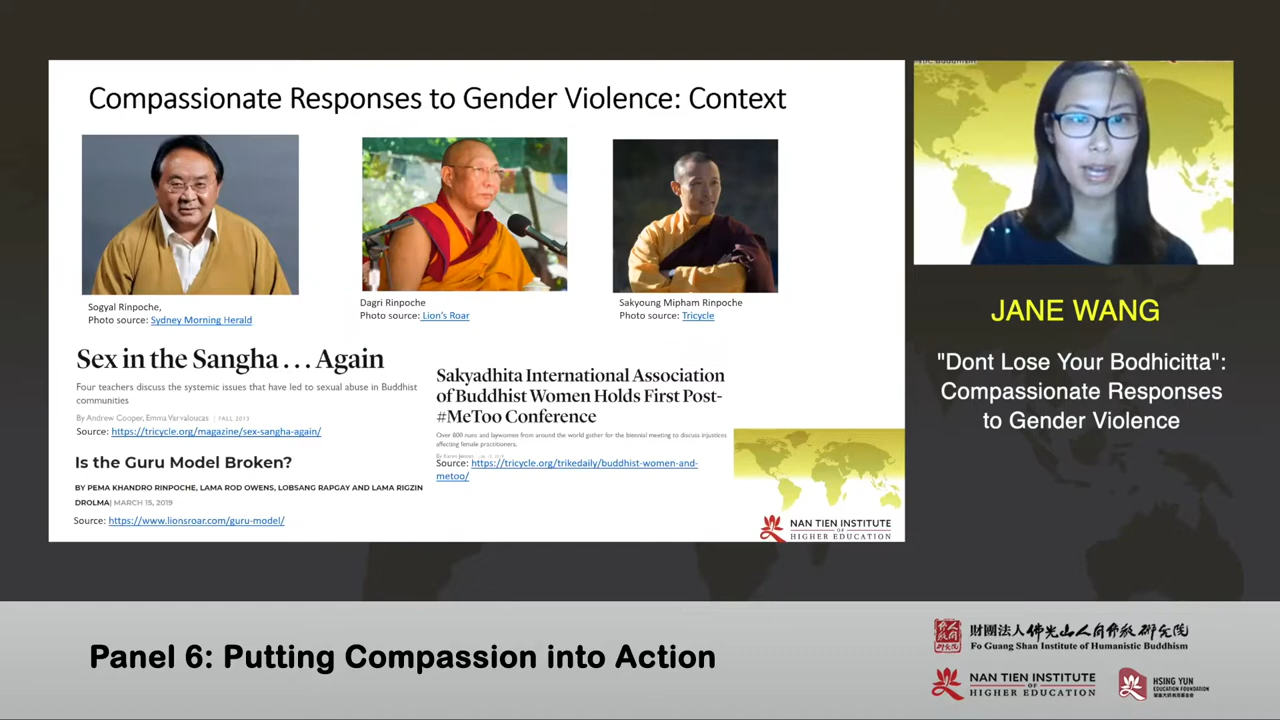 Compassionate Responses to Gender Violence: Context
Sogyal Rinpoche,
Photo source: Sydney Morning Herald
Dagri Rinpoche
Photo source: Lion's Roar
Sakyoung Mipham Rinpoche
Photo source: Tricycle
Sex in the Sangha . . . Again
Four teachers discuss the systemic issues that have led to sexual abuse in Buddhist
communities
By Andrew Cooper, Emma Varvaloucas | FALL 2013
Source: https://tricycle.org/magazine/sex-sangha-again/
Is the Guru Model Broken?
BY PEMA KHANDRO RINPOCHE, LAMA ROD OWENS, LOBSANG RAPGAY AND LAMA RIGZIN
DROLMA| MARCH 15, 2019
Source: https://www.lionsroar.com/guru-model/
Sakyadhita International Association
of Buddhist Women Holds First Post-
#MeToo Conference
Over 800 nuns and laywomen from around the world gather for the biennial meeting to discuss injustices
affecting female practitioners.
Source: https://tricycle.org/trikedaily/buddhist-women-and-
metoo/
NAN TIEN INSTITUTE
OF
HIGHER EDUCATION
JANE WANG
"Dont Lose Your Bodhicitta":
Compassionate Responses
to Gender Violence
Panel 6: Putting Compassion into Action
財團法人佛光山人間佛教研究院
Fo Guang Shan Institute of Humanistic Buddhism
NAN TIEN INSTITUTE
OF
HIGHER EDUCATION
HSING YUN
EDUCATION FOUNDATION